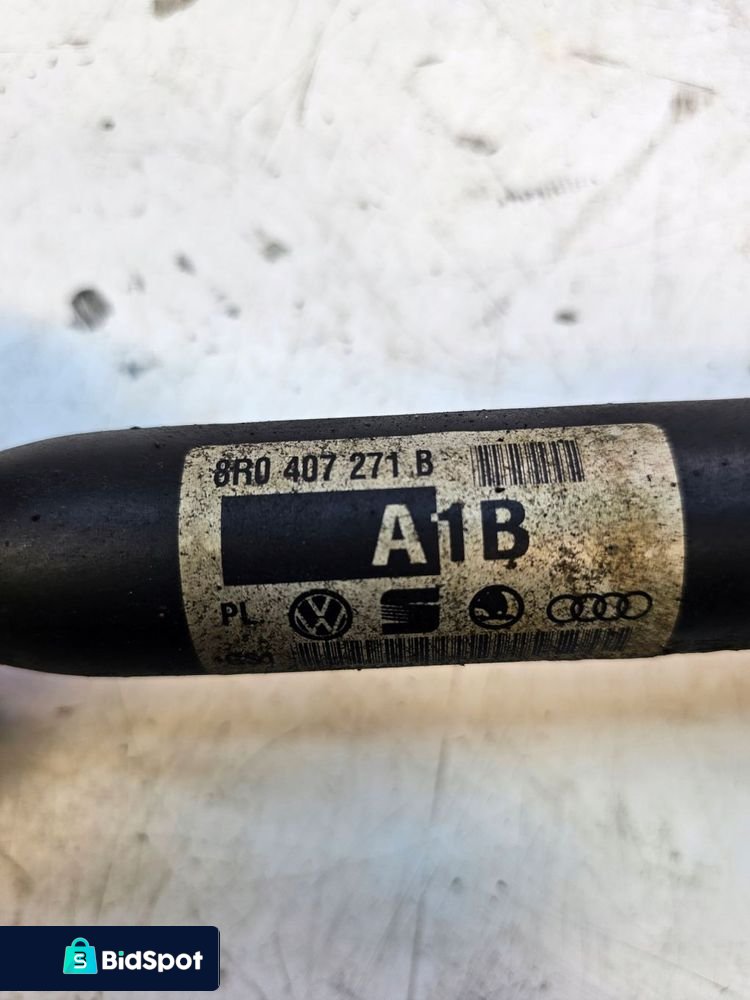 8R0 407 271 B
A1B
PL
BidSpot